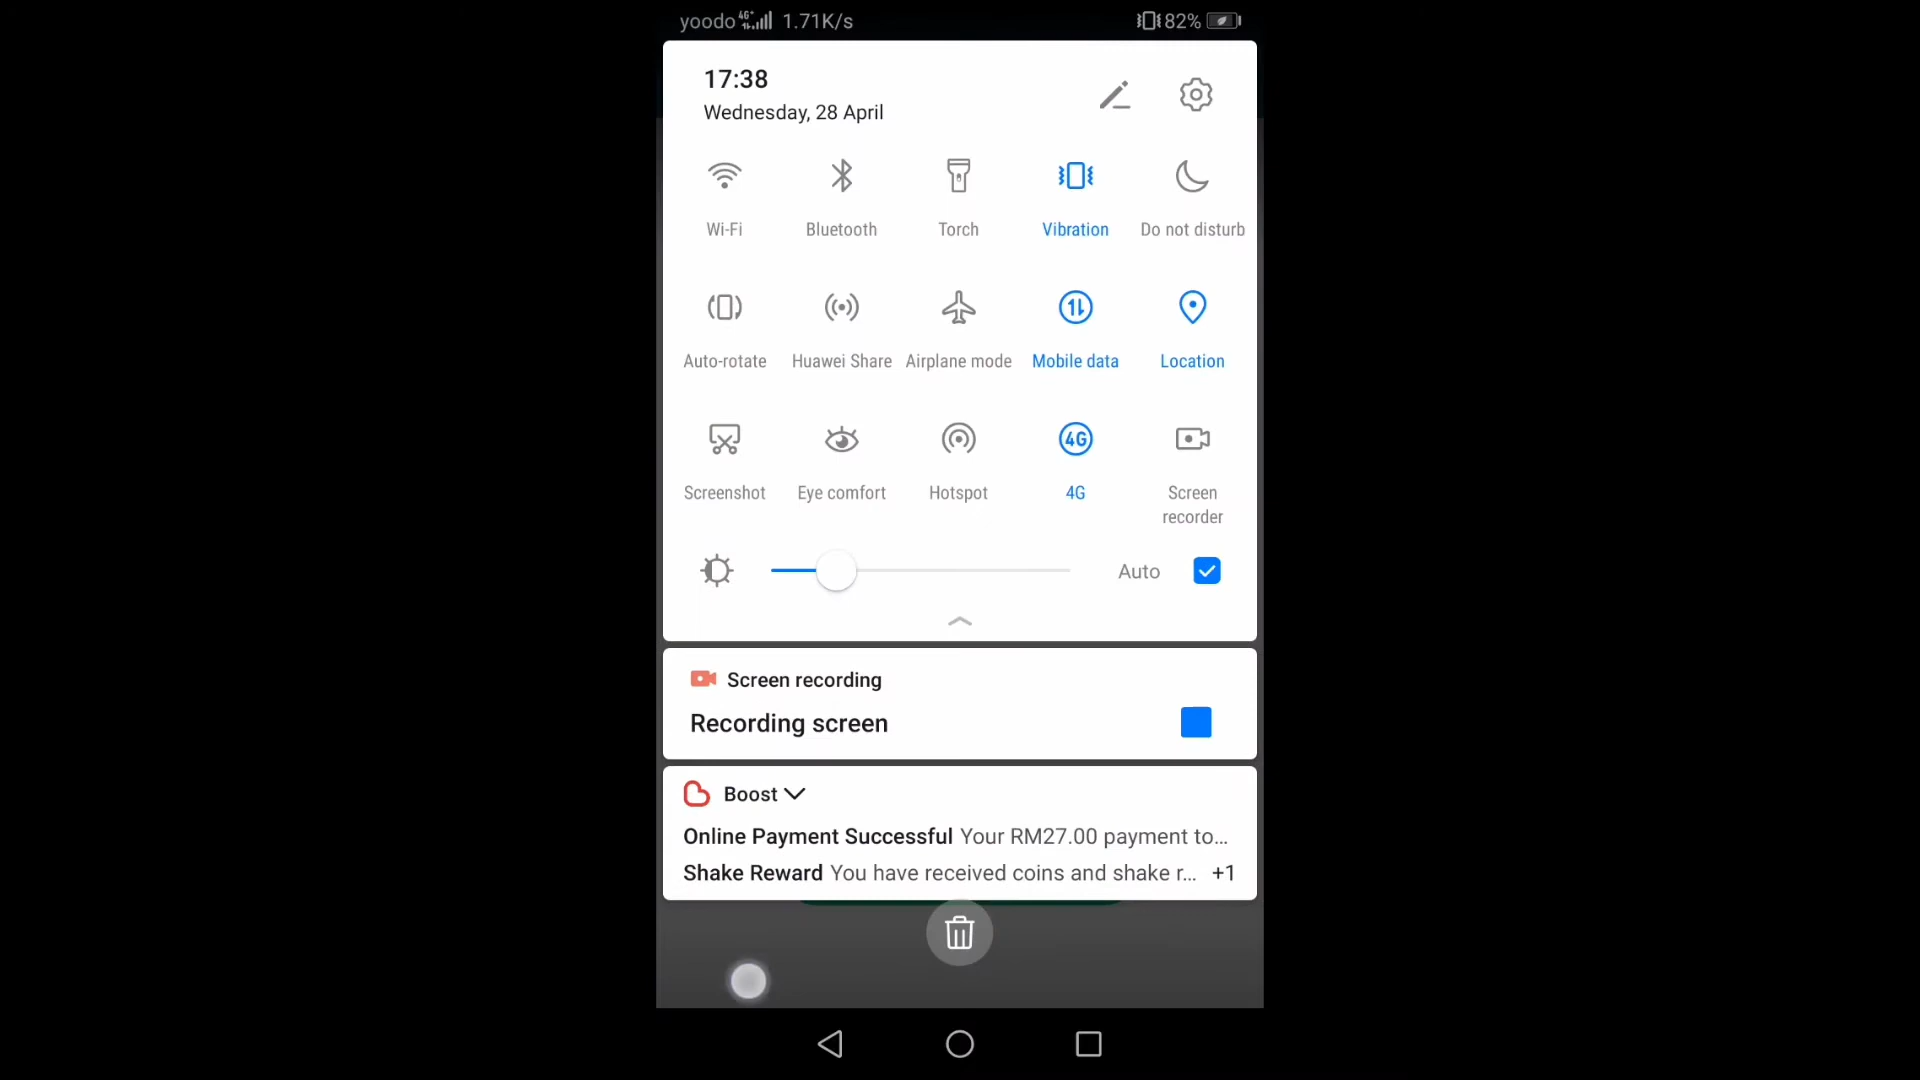 yoodo 4G+ 1.71K/s 82%
17:38
Wednesday, 28 April
Wi-Fi Bluetooth Torch Vibration Do not disturb
Auto-rotate Huawei Share Airplane mode Mobile data Location
4G
Screenshot Eye comfort Hotspot 4G Screen
recorder
Auto
Screen recording
Recording screen
Boost
Online Payment Successful Your RM27.00 payment to...
Shake Reward You have received coins and shake r... +1